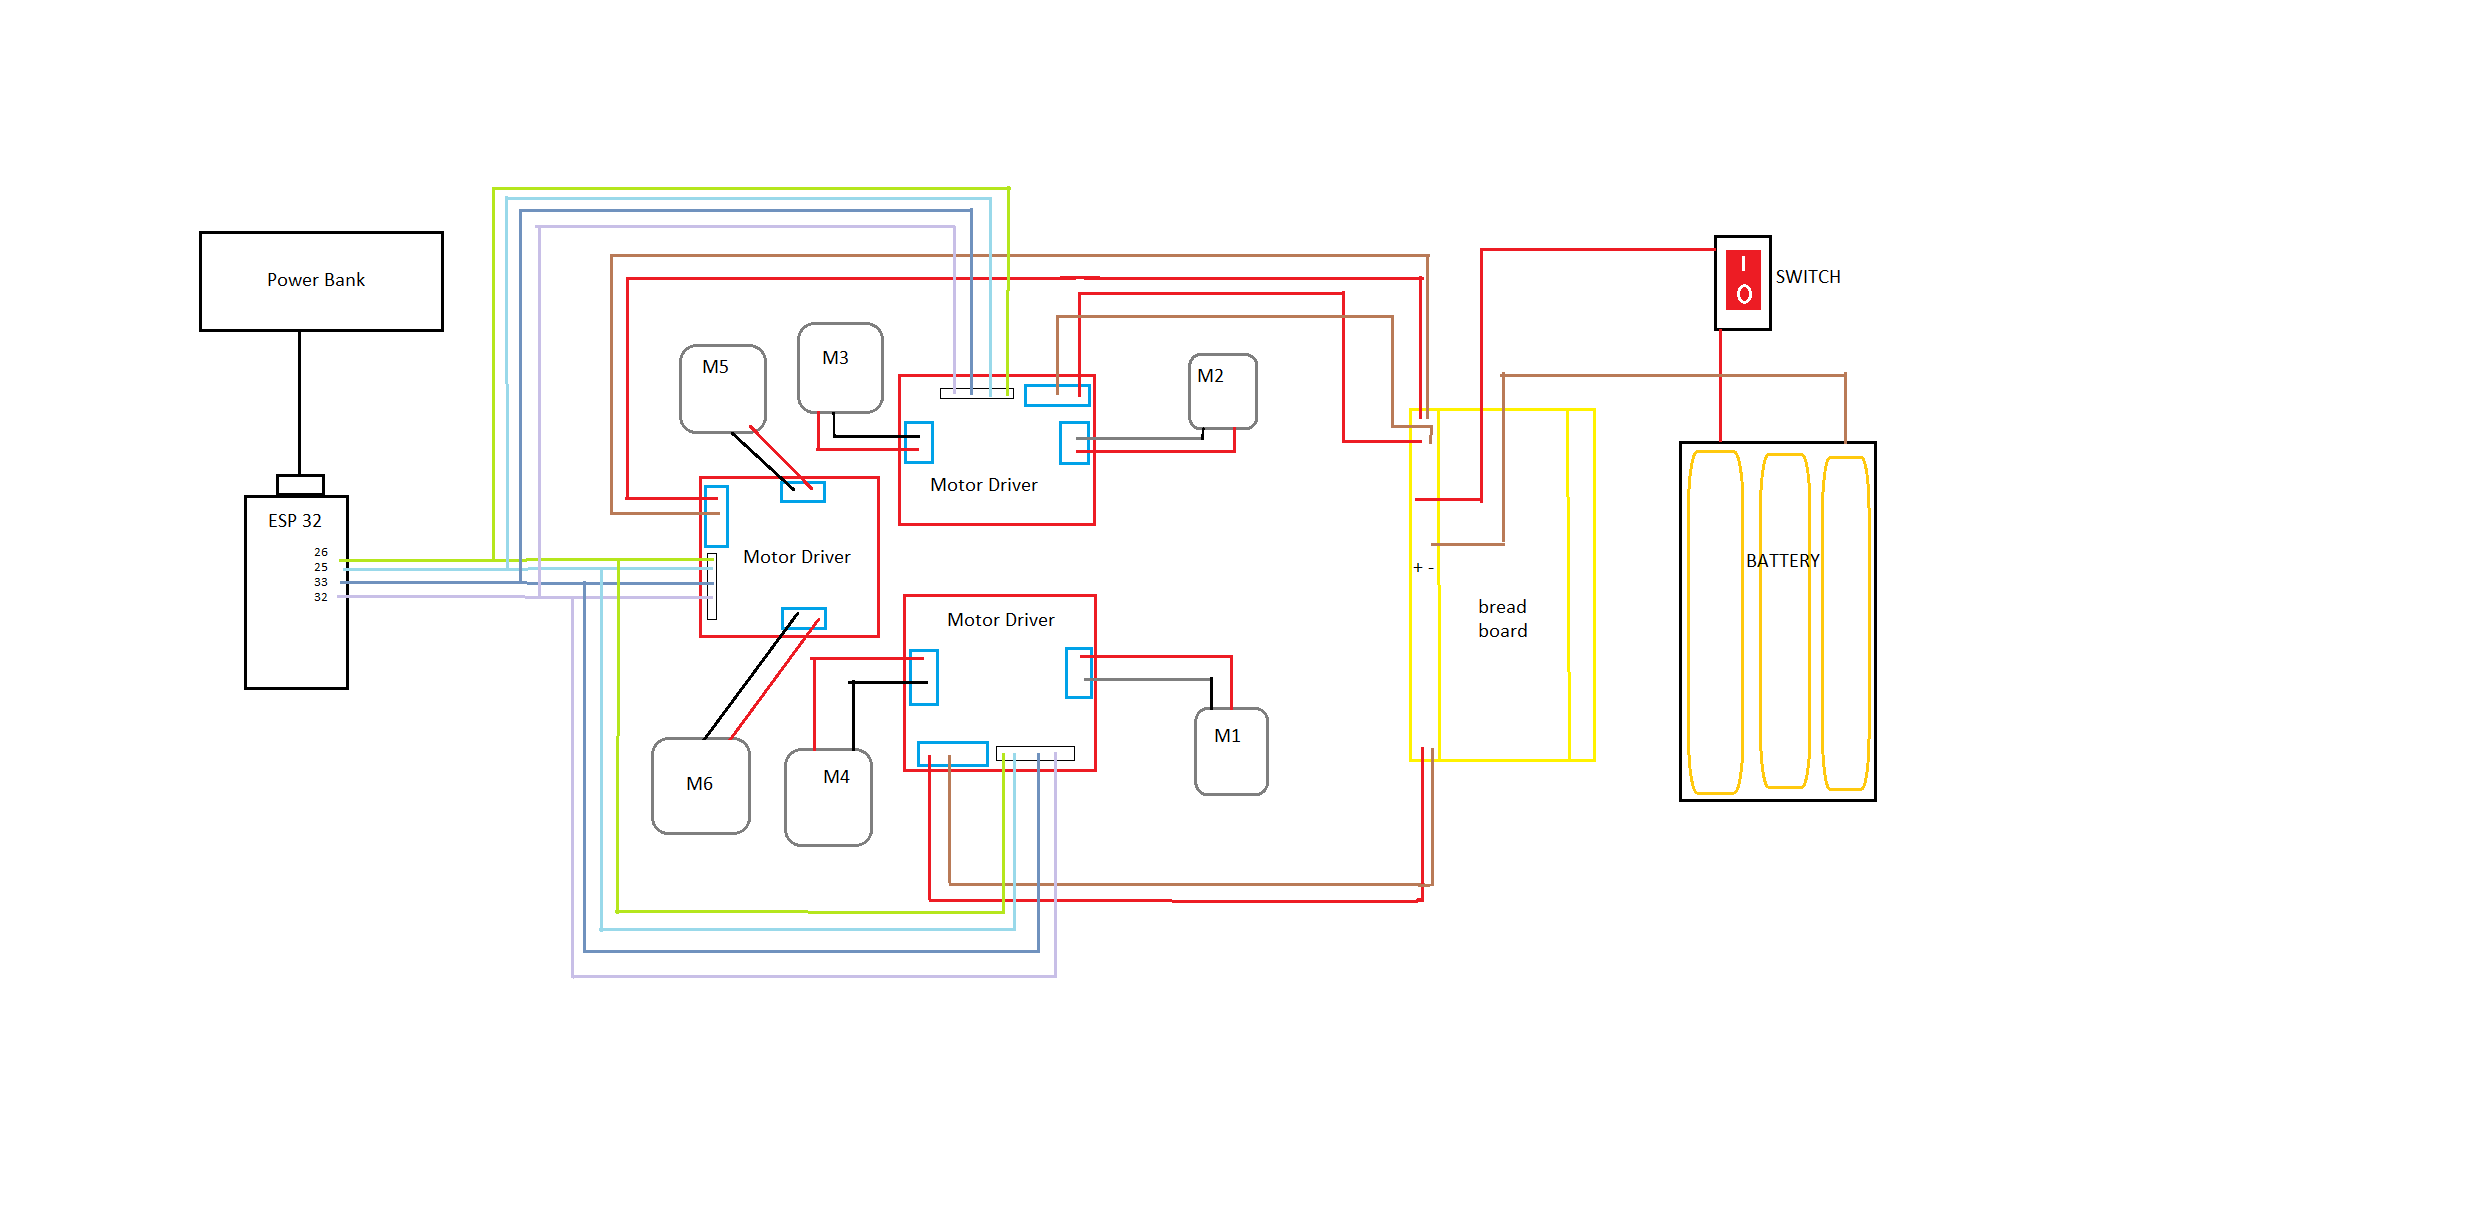 Power Bank
SWITCH
I
O
M3
M5
M2
Motor Driver
ESP 32
26
25
33
32
Motor Driver
BATTERY
+ -
bread
board
Motor Driver
M1
M6
M4